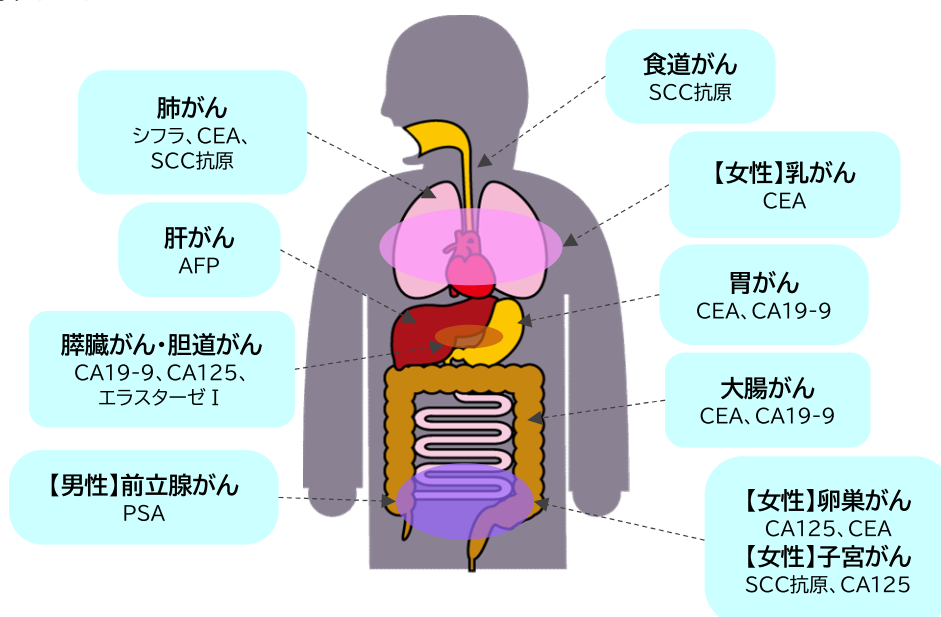 肺がん
シフラ、CEA、
SCC抗原
肝がん
AFP
膵臓がん・胆道がん
CA19-9、CA125、
エラスターゼⅠ
【男性】前立腺がん
PSA
食道がん
SCC抗原
【女性】乳がん
CEA
胃がん
CEA、CA19-9
大腸がん
CEA、CA19-9
【女性】卵巣がん
CA125、CEA
【女性】子宮がん
SCC抗原、CA125